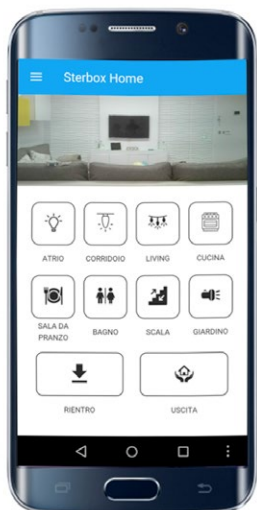 Sterbox Home
ATRIO CORRIDOIO LIVING CUCINA
SALA DA
PRANZO BAGNO SCALA GIARDINO
RIENTRO USCITA